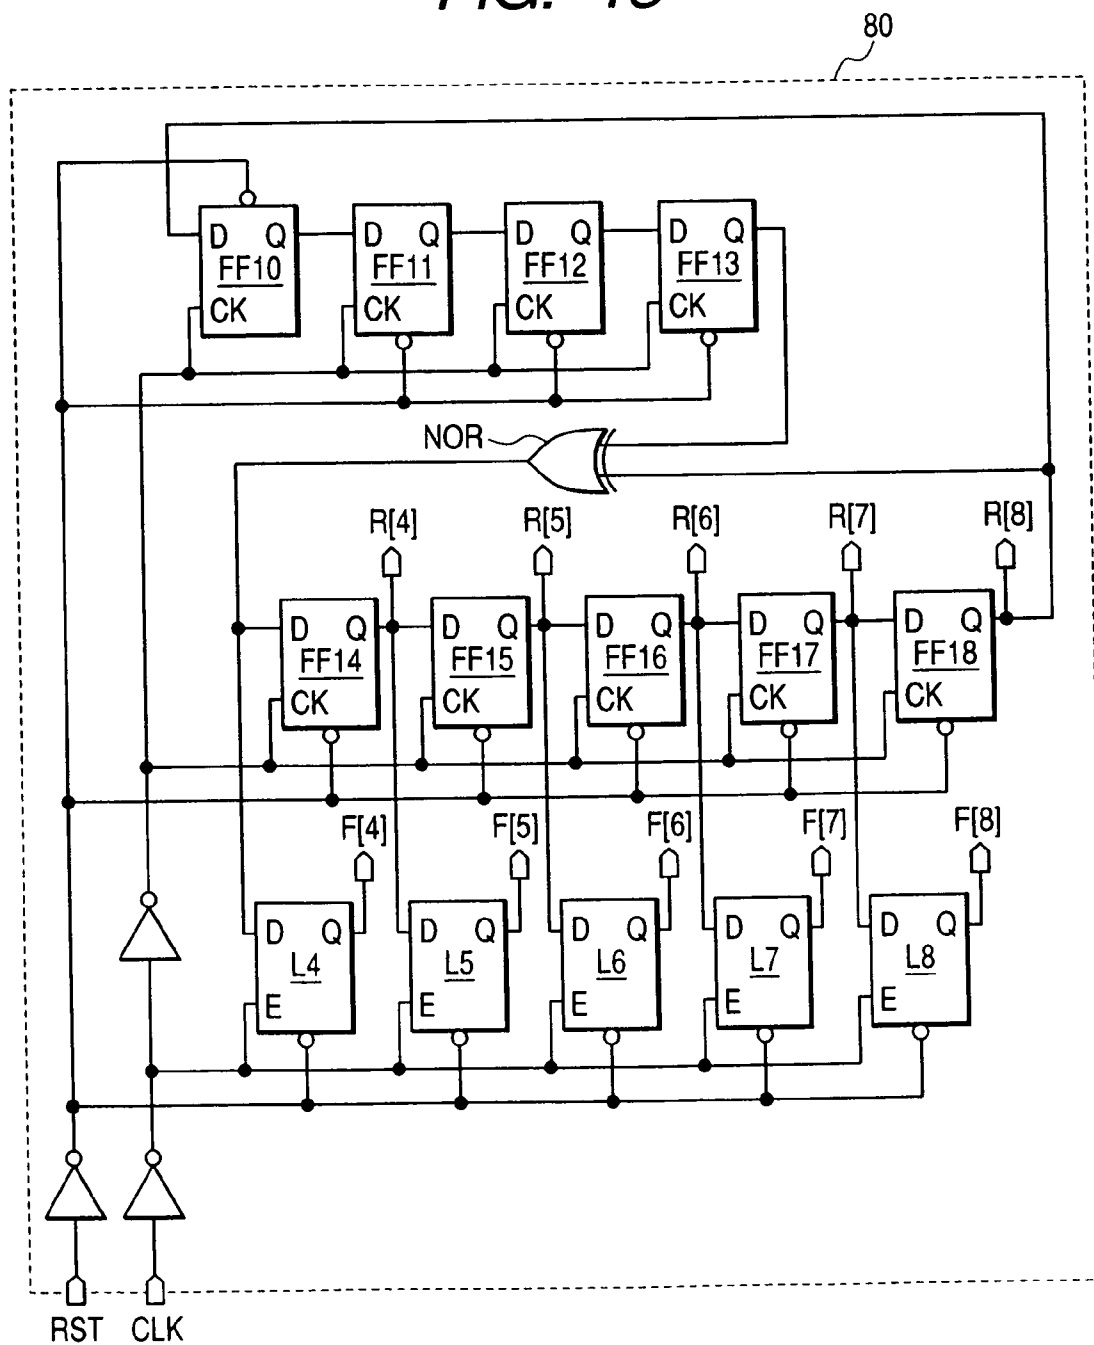 80
D Q
FF10
CK
D Q
FF11
CK
D Q
FF12
CK
D Q
FF13
CK
NOR
R[4] R[5] R[6] R[7] R[8]
D Q
FF14
CK
D Q
FF15
CK
D Q
FF16
CK
D Q
FF17
CK
D Q
FF18
CK
F[4] F[5] F[6] F[7] F[8]
D Q
L4
E
D Q
L5
E
D Q
L6
E
D Q
L7
E
D Q
L8
E
RST CLK